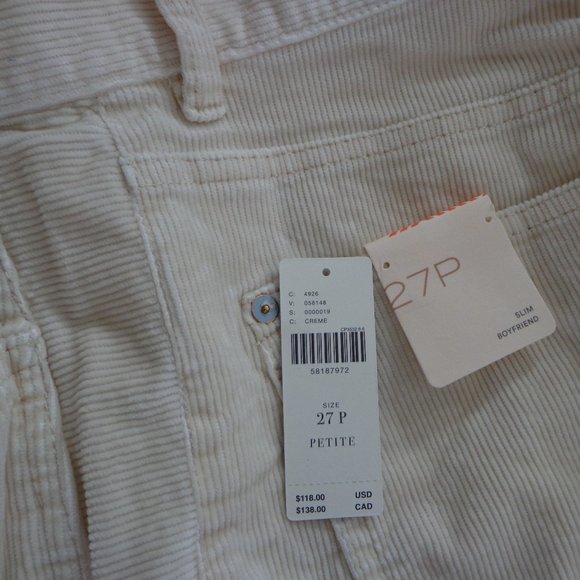 C: 4926
V: 058148
S: 0000019
C: CREME
58187972
SIZE
27 P
PETITE
$118.00 USD
$138.00 CAD
27P
SLIM
BOYFRIEND